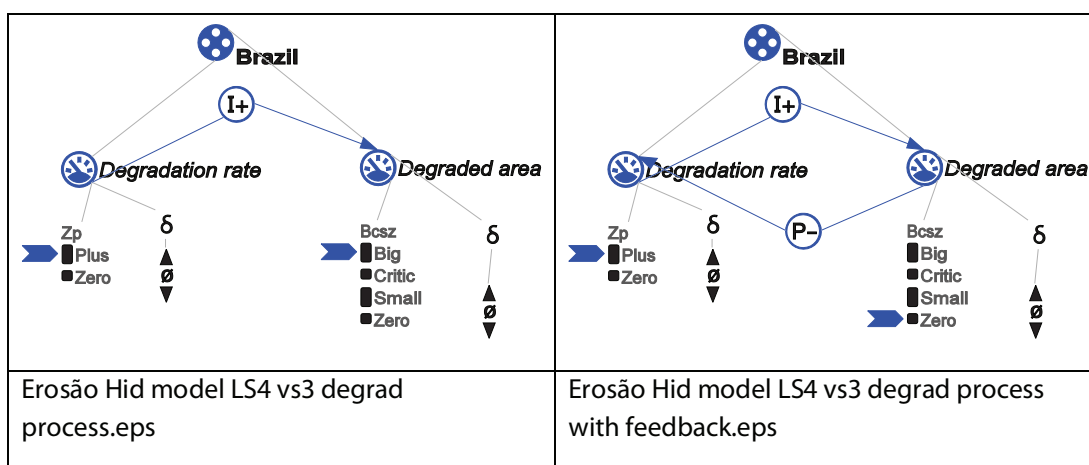 Brazil
I+
Degradation rate
Degraded area
Zp
Plus
Zero
δ
ø
Bcsz
Big
Critic
Small
Zero
δ
ø
Erosão Hid model LS4 vs3 degrad
process.eps
Brazil
I+
Degradation rate
Degraded area
P-
Zp
Plus
Zero
δ
ø
Bcsz
Big
Critic
Small
Zero
δ
ø
Erosão Hid model LS4 vs3 degrad process
with feedback.eps